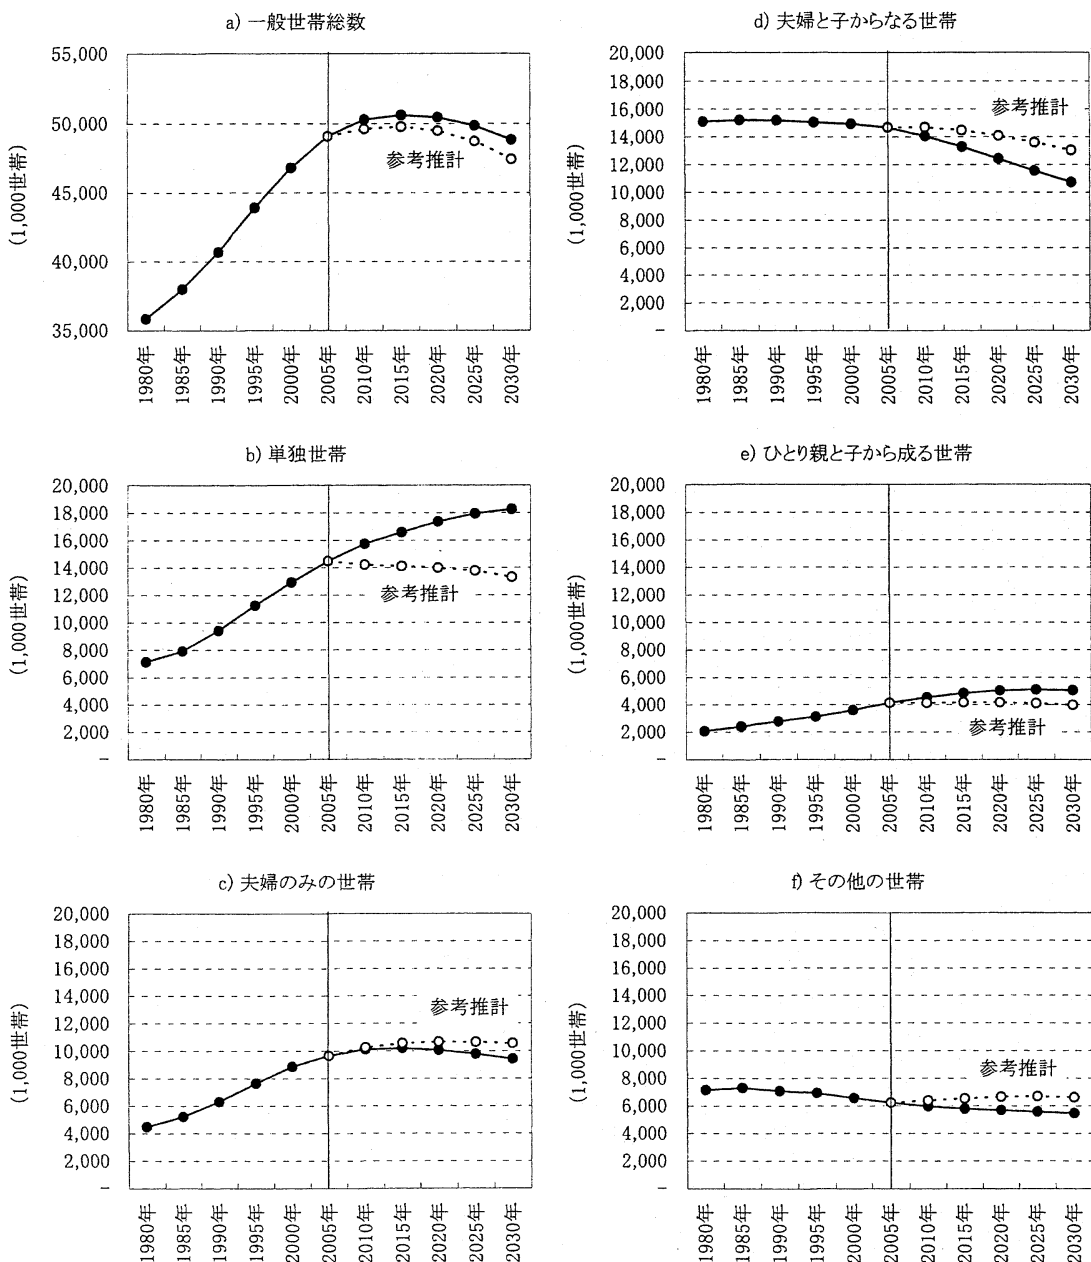 a) 一般世帯総数
55,000
50,000
45,000
40,000
35,000
(1,000世帯)
参考推計
1980年
1985年
1990年
1995年
2000年
2005年
2010年
2015年
2020年
2025年
2030年
d) 夫婦と子からなる世帯
20,000
18,000
16,000
14,000
12,000
10,000
8,000
6,000
4,000
2,000
–
(1,000世帯)
参考推計
1980年
1985年
1990年
1995年
2000年
2005年
2010年
2015年
2020年
2025年
2030年
b) 単独世帯
20,000
18,000
16,000
14,000
12,000
10,000
8,000
6,000
4,000
2,000
–
(1,000世帯)
参考推計
1980年
1985年
1990年
1995年
2000年
2005年
2010年
2015年
2020年
2025年
2030年
e) ひとり親と子から成る世帯
20,000
18,000
16,000
14,000
12,000
10,000
8,000
6,000
4,000
2,000
–
(1,000世帯)
参考推計
1980年
1985年
1990年
1995年
2000年
2005年
2010年
2015年
2020年
2025年
2030年
c) 夫婦のみの世帯
20,000
18,000
16,000
14,000
12,000
10,000
8,000
6,000
4,000
2,000
–
(1,000世帯)
参考推計
1980年
1985年
1990年
1995年
2000年
2005年
2010年
2015年
2020年
2025年
2030年
f) その他の世帯
20,000
18,000
16,000
14,000
12,000
10,000
8,000
6,000
4,000
2,000
–
(1,000世帯)
参考推計
1980年
1985年
1990年
1995年
2000年
2005年
2010年
2015年
2020年
2025年
2030年